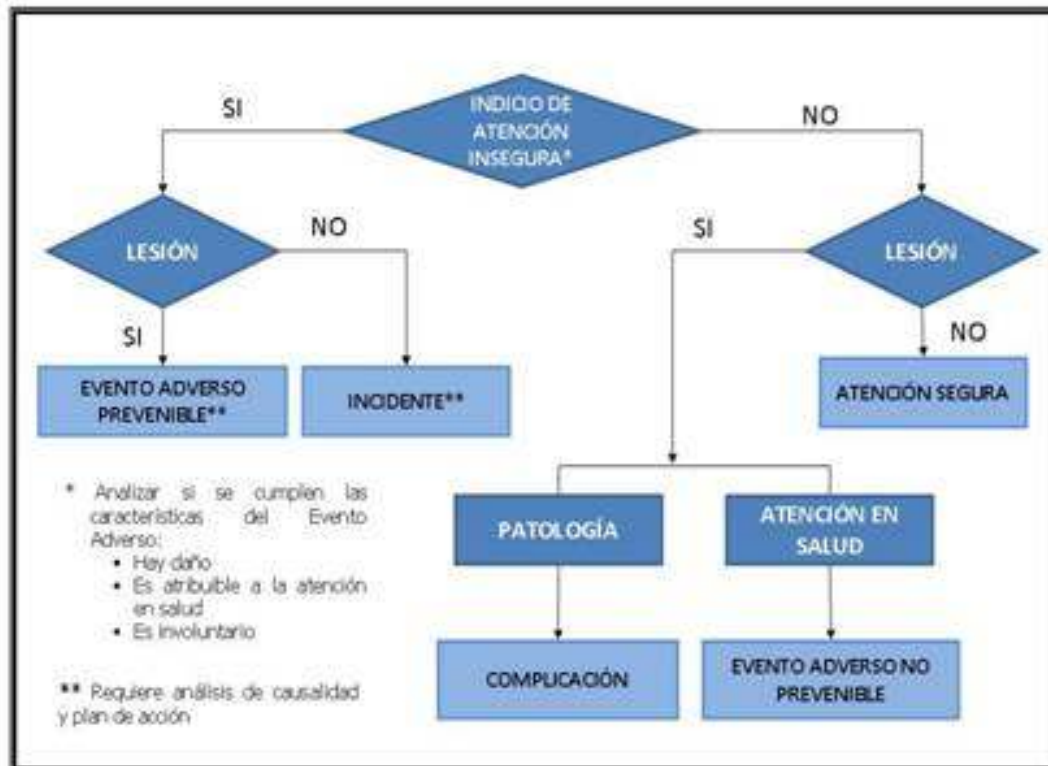 INDICIO DE
ATENCIÓN
INSEGURA*
SI
NO
LESIÓN
NO
SI
LESIÓN
SI
NO
EVENTO ADVERSO
PREVENIBLE**
INCIDENTE**
ATENCIÓN SEGURA
* Analizar si se cumplen las
características del Evento
Adverso:
• Hay daño
• Es atribuible a la atención
en salud
• Es involuntario
PATOLOGÍA
ATENCIÓN EN
SALUD
COMPLICACIÓN
EVENTO ADVERSO NO
PREVENIBLE
** Requiere análisis de causalidad
y plan de acción